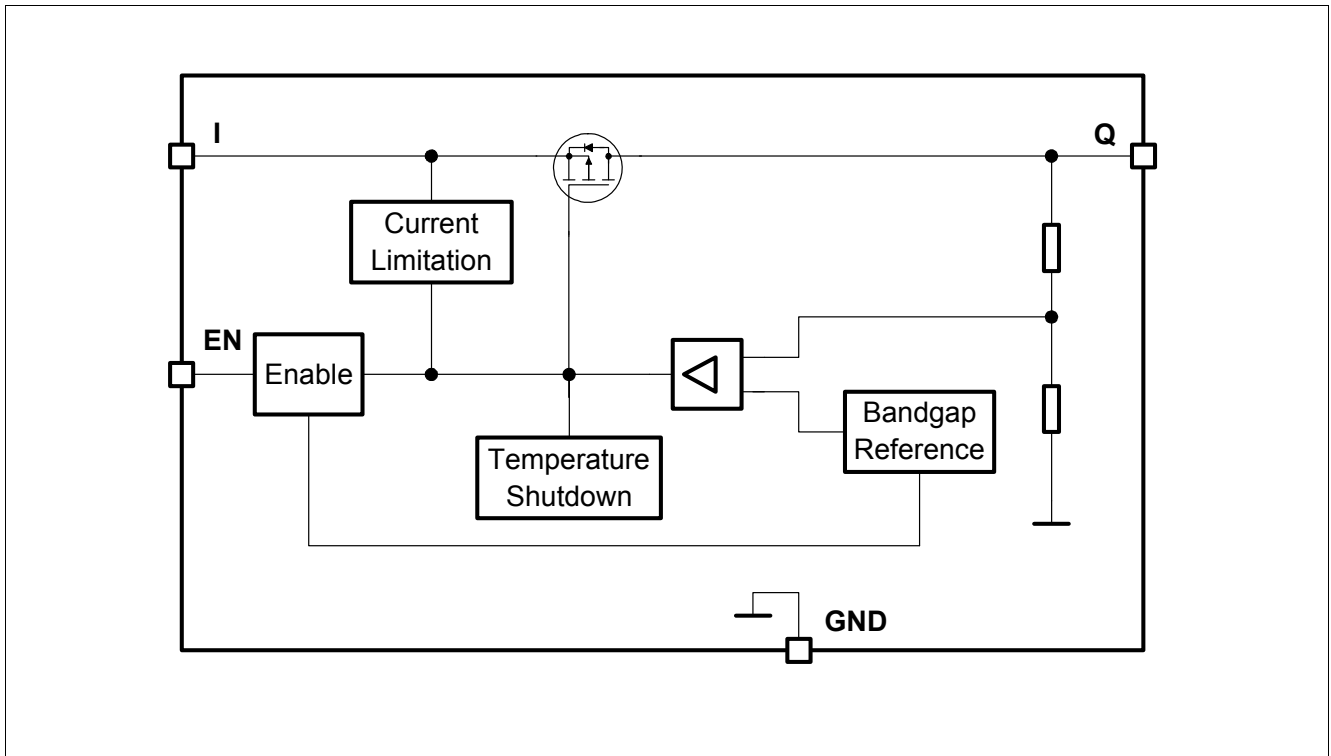 I
Q
Current
Limitation
EN
Enable
Bandgap
Reference
Temperature
Shutdown
GND